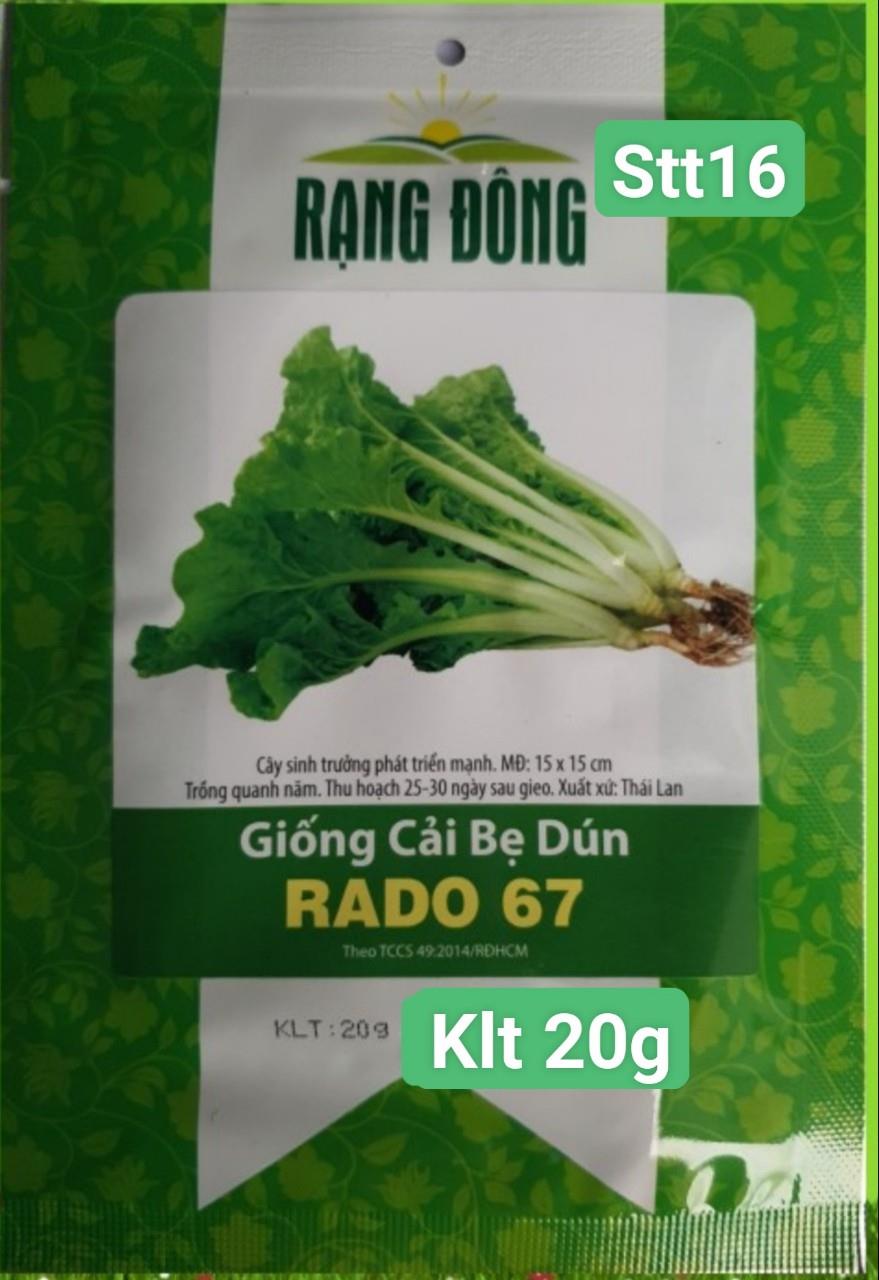 RẠNG ĐÔNG
Stt16
Cây sinh trưởng phát triển mạnh. MĐ: 15 x 15 cm
Trồng quanh năm. Thu hoạch 25-30 ngày sau gieo. Xuất xứ: Thái Lan
Giống Cải Bẹ Dún
RADO 67
Theo TCCS 49:2014/RĐHCM
KLT : 20g
Klt 20g